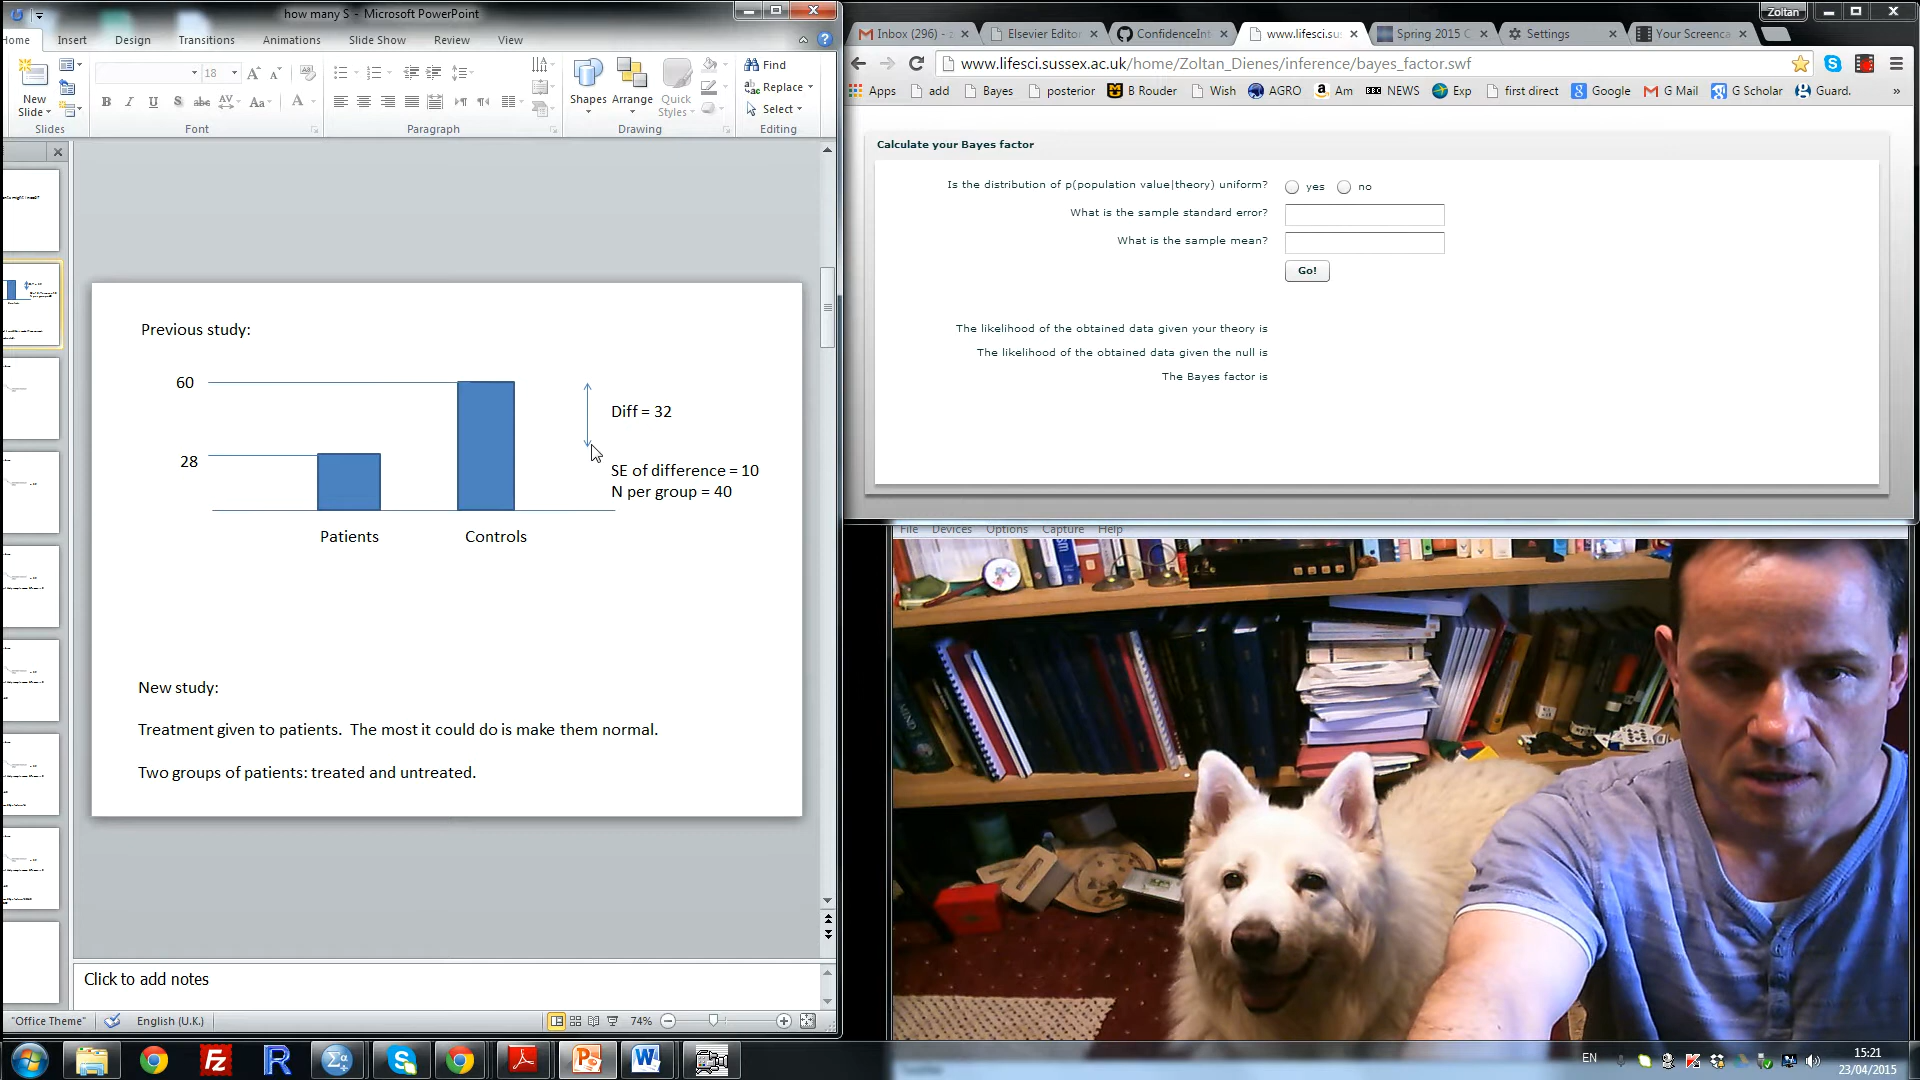 how many S - Microsoft PowerPoint
Home Insert Design Transitions Animations Slide Show Review View
New
Slide
18
B I U S abc AV Aa A
Shapes Arrange Quick
Styles
Find
Replace
Select
Slides Font Paragraph Drawing Editing
Previous study:
60
Diff = 32
28
SE of difference = 10
N per group = 40
Patients Controls
New study:
Treatment given to patients. The most it could do is make them normal.
Two groups of patients: treated and untreated.
Click to add notes
"Office Theme" English (U.K.) 74%
Zoltan
Inbox (296) - Elsevier Editor ConfidenceInt www.lifesci.sus Spring 2015 C Settings Your Screenca
www.lifesci.sussex.ac.uk/home/Zoltan_Dienes/inference/bayes_factor.swf
Apps add Bayes posterior B Rouder Wish AGRO Am NEWS Exp first direct Google G Mail G Scholar Guard. »
Calculate your Bayes factor
Is the distribution of p(population value|theory) uniform? yes no
What is the sample standard error?
What is the sample mean?
Go!
The likelihood of the obtained data given your theory is
The likelihood of the obtained data given the null is
The Bayes factor is
File Devices Options Capture Help
EN
15:21
23/04/2015